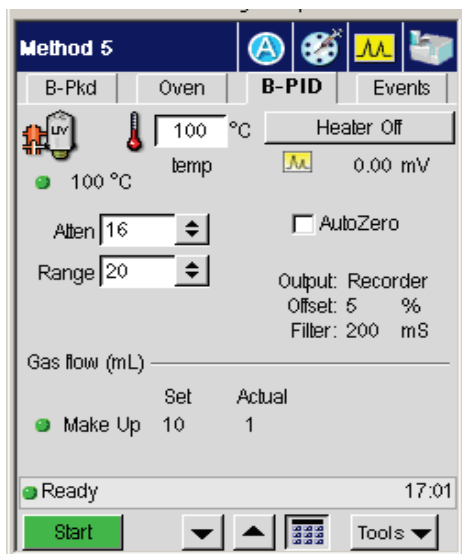 Method 5
A
B-Pkd Oven B-PID Events
UV 100 °C Heater Off
temp 0.00 mV
100 °C
Atten 16 AutoZero
Range 20
Output: Recorder
Offset: 5 %
Filter: 200 mS
Gas flow (mL)
Set Actual
Make Up 10 1
Ready 17:01
Start Tools